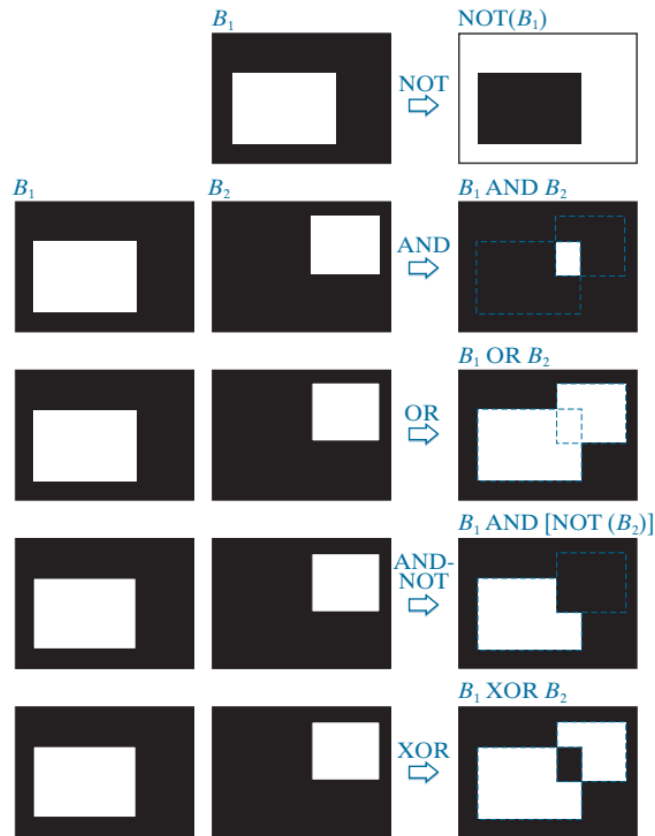 B₁
NOT(B₁)
NOT
B₁
B₂
B₁ AND B₂
AND
B₁ OR B₂
OR
B₁ AND [NOT (B₂)]
AND-
NOT
B₁ XOR B₂
XOR